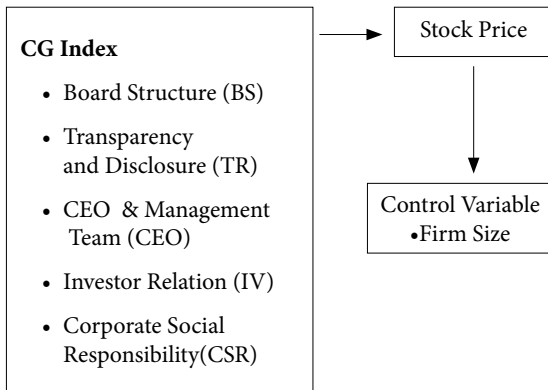 CG Index
• Board Structure (BS)
• Transparency
and Disclosure (TR)
• CEO & Management
Team (CEO)
• Investor Relation (IV)
• Corporate Social
Responsibility(CSR)
Stock Price
Control Variable
•Firm Size